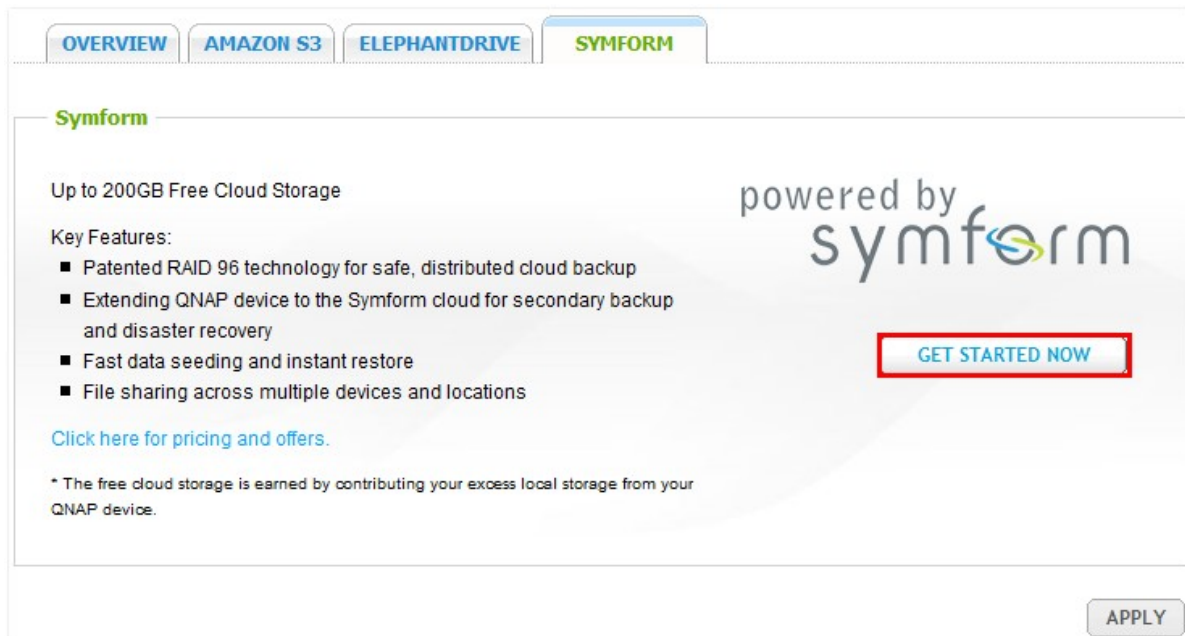 OVERVIEW
AMAZON S3
ELEPHANTDRIVE
SYMFORM
Symform
Up to 200GB Free Cloud Storage
Key Features:
Patented RAID 96 technology for safe, distributed cloud backup
Extending QNAP device to the Symform cloud for secondary backup
and disaster recovery
Fast data seeding and instant restore
File sharing across multiple devices and locations
Click here for pricing and offers.
* The free cloud storage is earned by contributing your excess local storage from your
QNAP device.
powered by
symform
GET STARTED NOW
APPLY